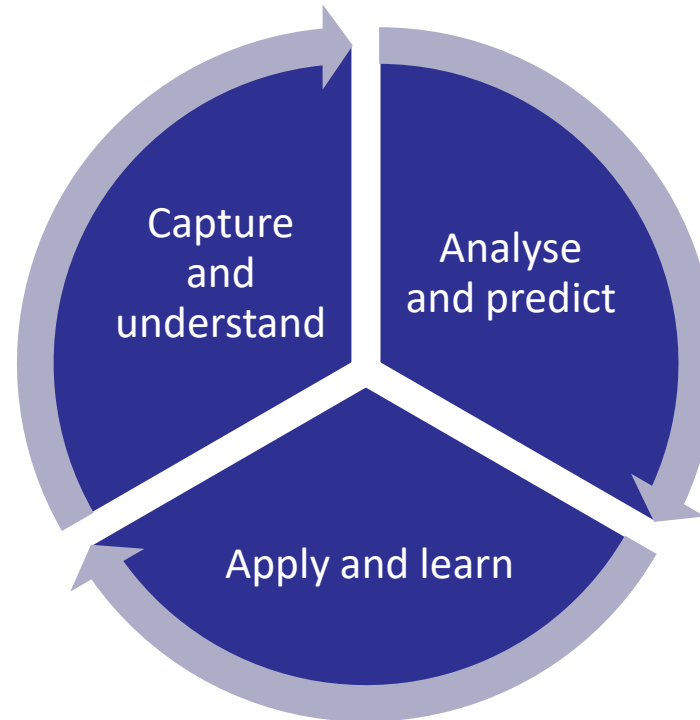 Capture
and
understand
Analyse
and predict
Apply and learn